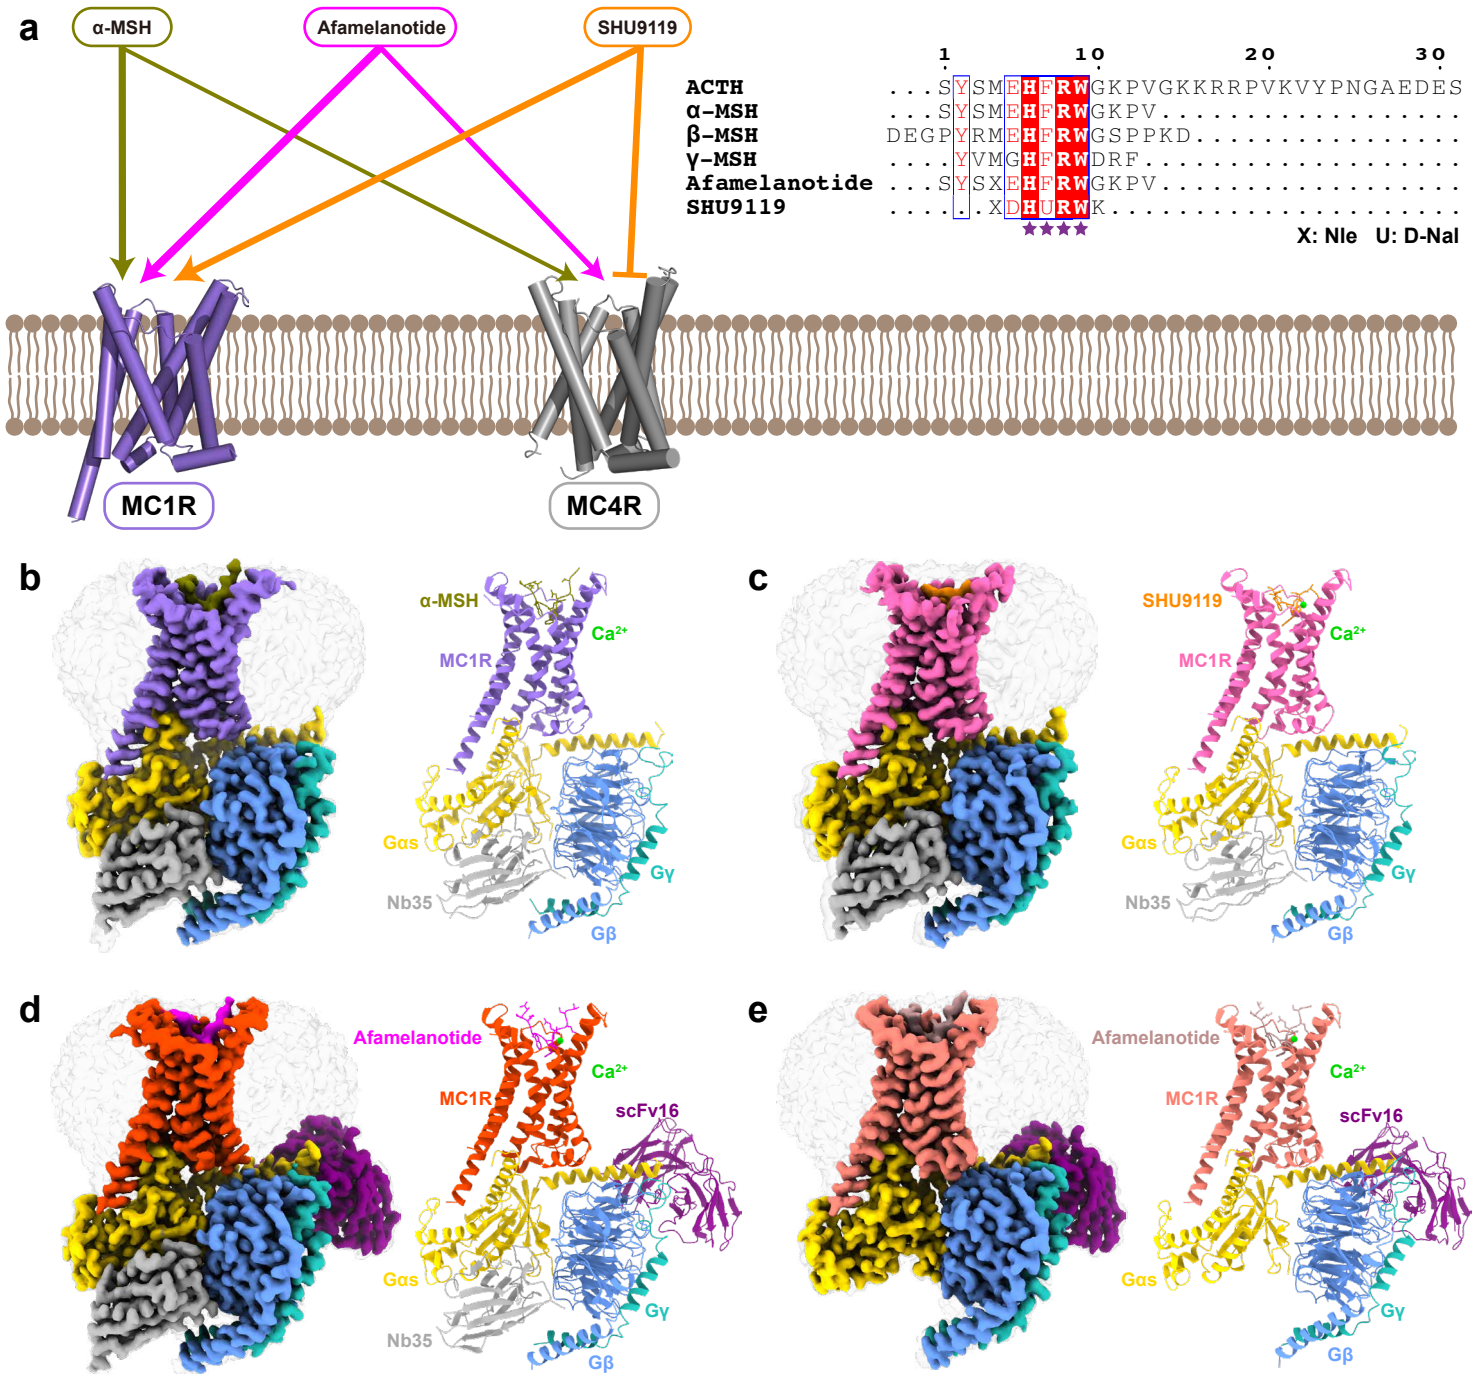 a
α-MSH
Afamelanotide
SHU9119
1 10 20 30
ACTH ...SYSMEHFRWGKPVGKKRRPVKVYPNGAEDES
α-MSH ...SYSMEHFRWGKPV..................
β-MSH DEGPYRMEHFRWGSPPKD................
γ-MSH ....YVMGHFRWDRF...................
Afamelanotide ...SYSXEHFRWGKPV..................
SHU9119 ......XDHURWK.....................
X: Nle U: D-Nal
MC1R
MC4R
b
α-MSH
Ca²⁺
MC1R
Gαs
Gγ
Nb35
Gβ
c
SHU9119
Ca²⁺
MC1R
Gαs
Gγ
Nb35
Gβ
d
Afamelanotide
Ca²⁺
MC1R
scFv16
Gαs
Gγ
Nb35
Gβ
e
Afamelanotide
Ca²⁺
MC1R
scFv16
Gαs
Gγ
Gβ